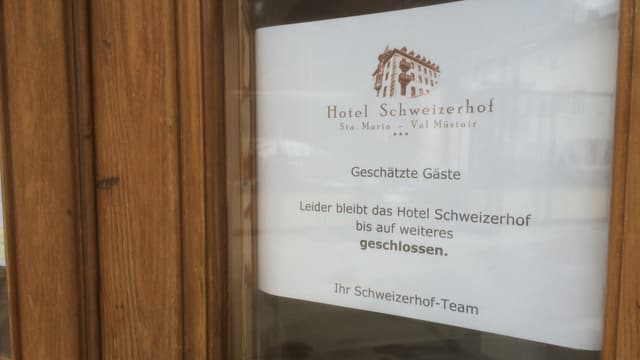 Hotel Schweizerhof
Sta. Maria – Val Müstair
***
Geschätzte Gäste
Leider bleibt das Hotel Schweizerhof
bis auf weiteres
geschlossen.
Ihr Schweizerhof-Team